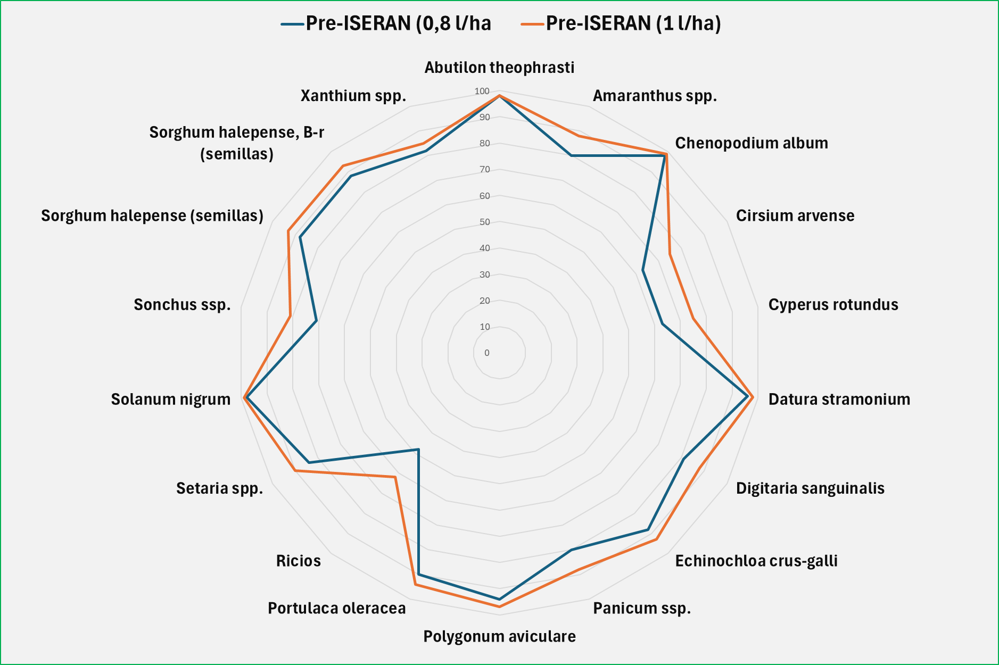 Pre-ISERAN (0,8 l/ha
Pre-ISERAN (1 l/ha)
Abutilon theophrasti
Xanthium spp.
Amaranthus spp.
Sorghum halepense, B-r
(semillas)
Chenopodium album
Sorghum halepense (semillas)
Cirsium arvense
Sonchus ssp.
Cyperus rotundus
Solanum nigrum
Datura stramonium
Setaria spp.
Digitaria sanguinalis
Ricios
Echinochloa crus-galli
Portulaca oleracea
Panicum ssp.
Polygonum aviculare
100
90
80
70
60
50
40
30
20
10
0